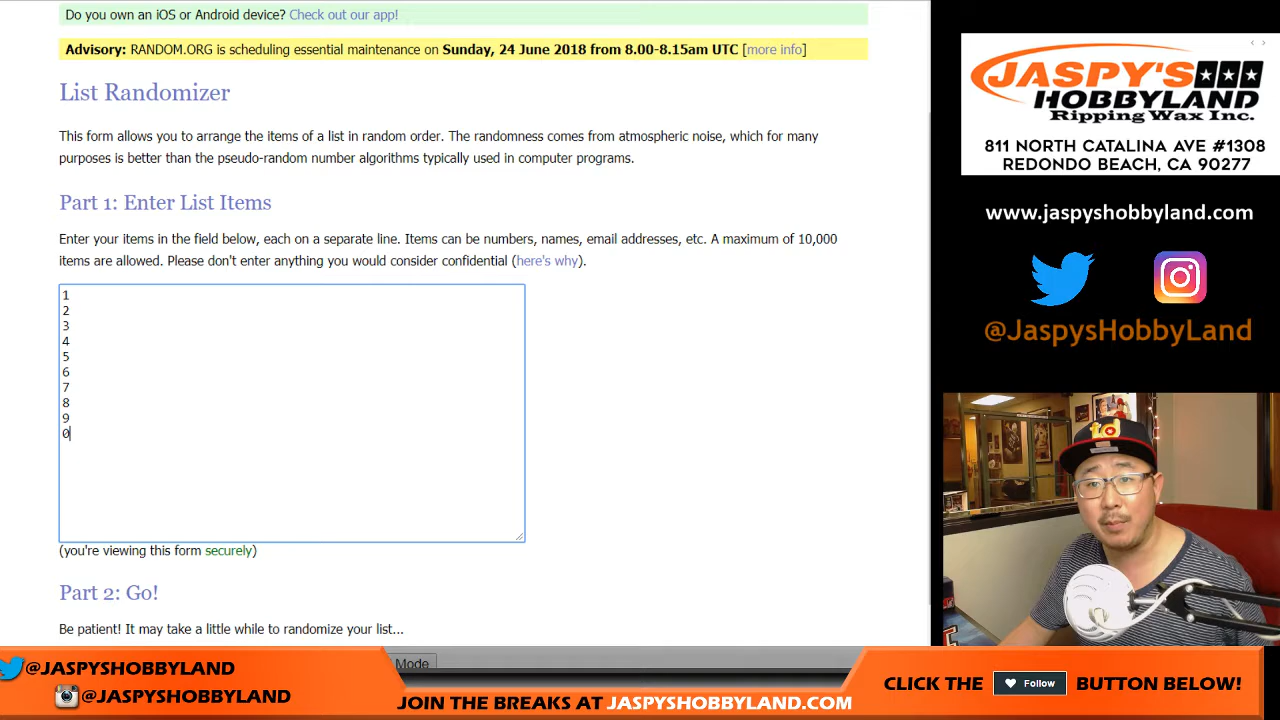 Do you own an iOS or Android device? Check out our app!
Advisory: RANDOM.ORG is scheduling essential maintenance on Sunday, 24 June 2018 from 8.00-8.15am UTC [more info]
List Randomizer
This form allows you to arrange the items of a list in random order. The randomness comes from atmospheric noise, which for many
purposes is better than the pseudo-random number algorithms typically used in computer programs.
Part 1: Enter List Items
Enter your items in the field below, each on a separate line. Items can be numbers, names, email addresses, etc. A maximum of 10,000
items are allowed. Please don't enter anything you would consider confidential (here's why).
1
2
3
4
5
6
7
8
9
0
(you're viewing this form securely)
Part 2: Go!
Be patient! It may take a little while to randomize your list...
Mode
JASPY'S
HOBBYLAND
Ripping Wax Inc.
811 NORTH CATALINA AVE #1308
REDONDO BEACH, CA 90277
www.jaspyshobbyland.com
@JaspysHobbyLand
td
@JASPYSHOBBYLAND
@JASPYSHOBBYLAND
JOIN THE BREAKS AT JASPYSHOBBYLAND.COM
CLICK THE Follow BUTTON BELOW!